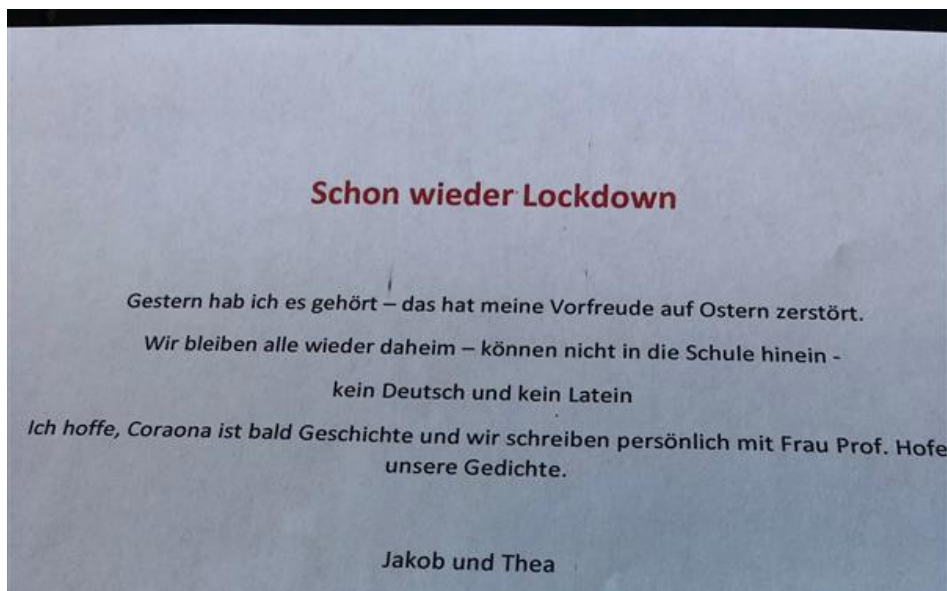 Schon wieder Lockdown
Gestern hab ich es gehört – das hat meine Vorfreude auf Ostern zerstört.
Wir bleiben alle wieder daheim – können nicht in die Schule hinein -
kein Deutsch und kein Latein
Ich hoffe, Coraona ist bald Geschichte und wir schreiben persönlich mit Frau Prof. Hofe
unsere Gedichte.
Jakob und Thea